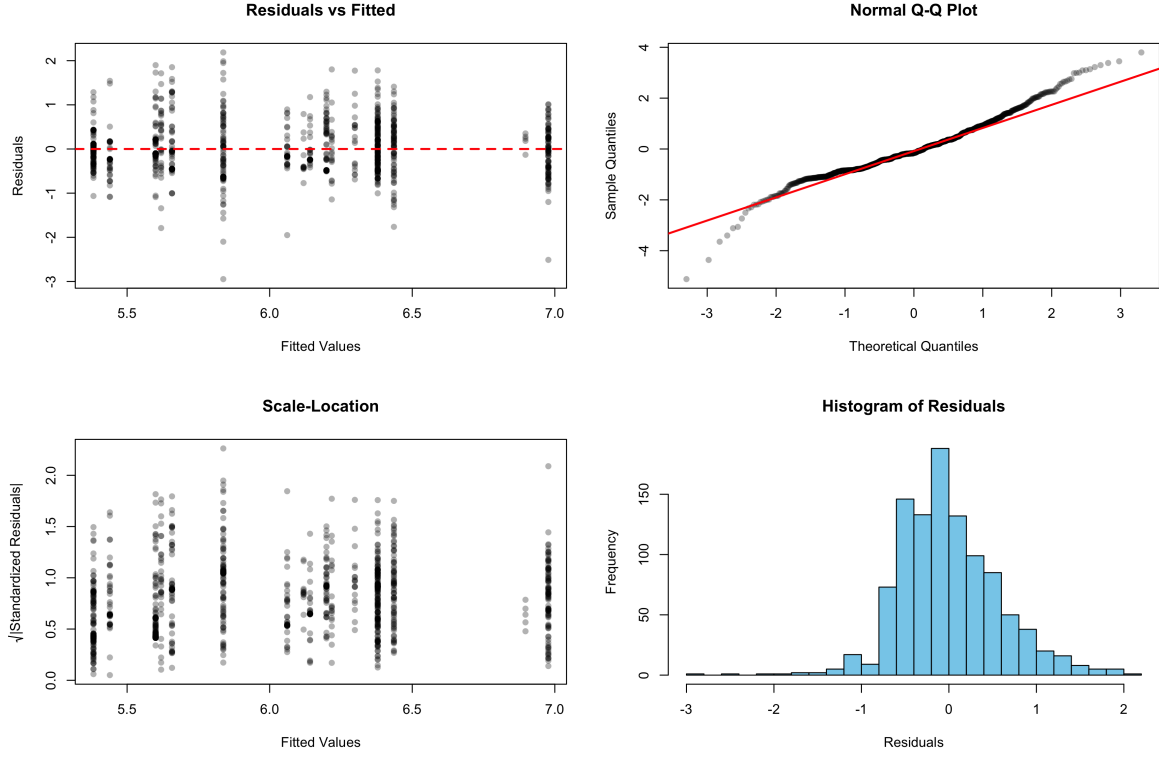 Residuals vs Fitted
Residuals
2
1
0
-1
-2
-3
5.5 6.0 6.5 7.0
Fitted Values
Normal Q-Q Plot
Sample Quantiles
4
2
0
-2
-4
-3 -2 -1 0 1 2 3
Theoretical Quantiles
Scale-Location
√|Standardized Residuals|
2.0
1.5
1.0
0.5
0.0
5.5 6.0 6.5 7.0
Fitted Values
Histogram of Residuals
Frequency
150
100
50
0
-3 -2 -1 0 1 2
Residuals